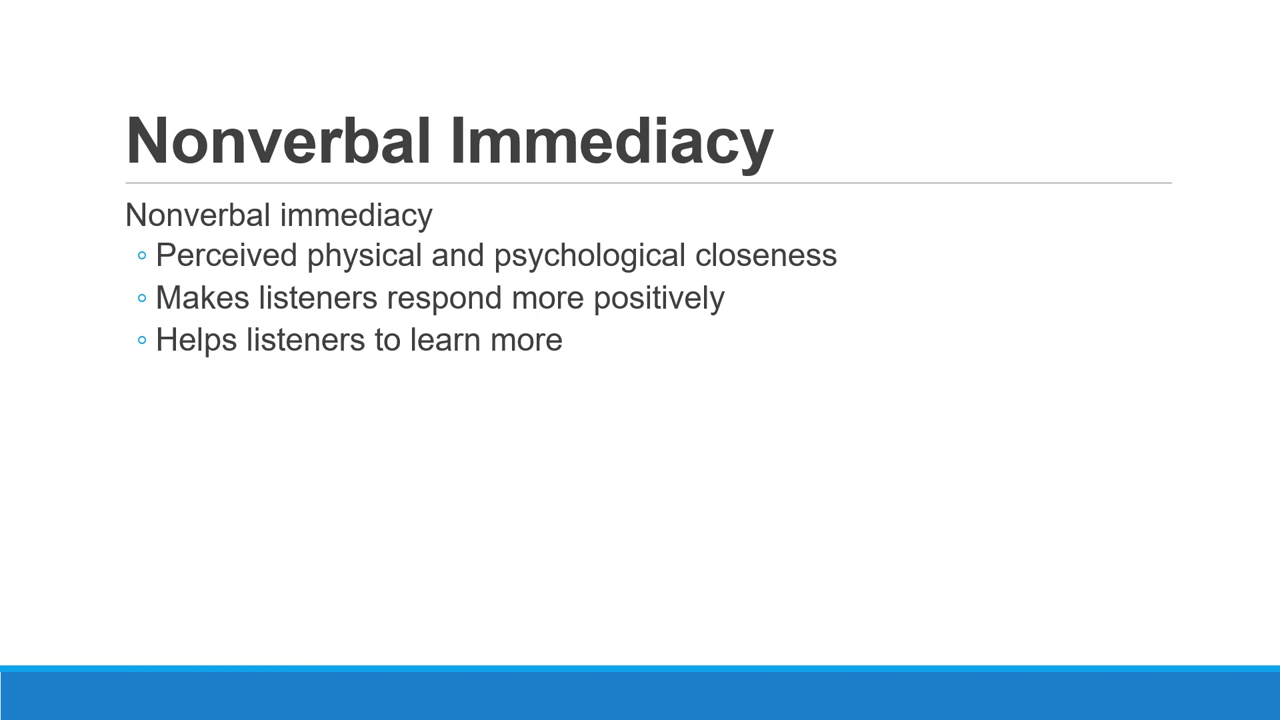 Nonverbal Immediacy
Nonverbal immediacy
◦ Perceived physical and psychological closeness
◦ Makes listeners respond more positively
◦ Helps listeners to learn more